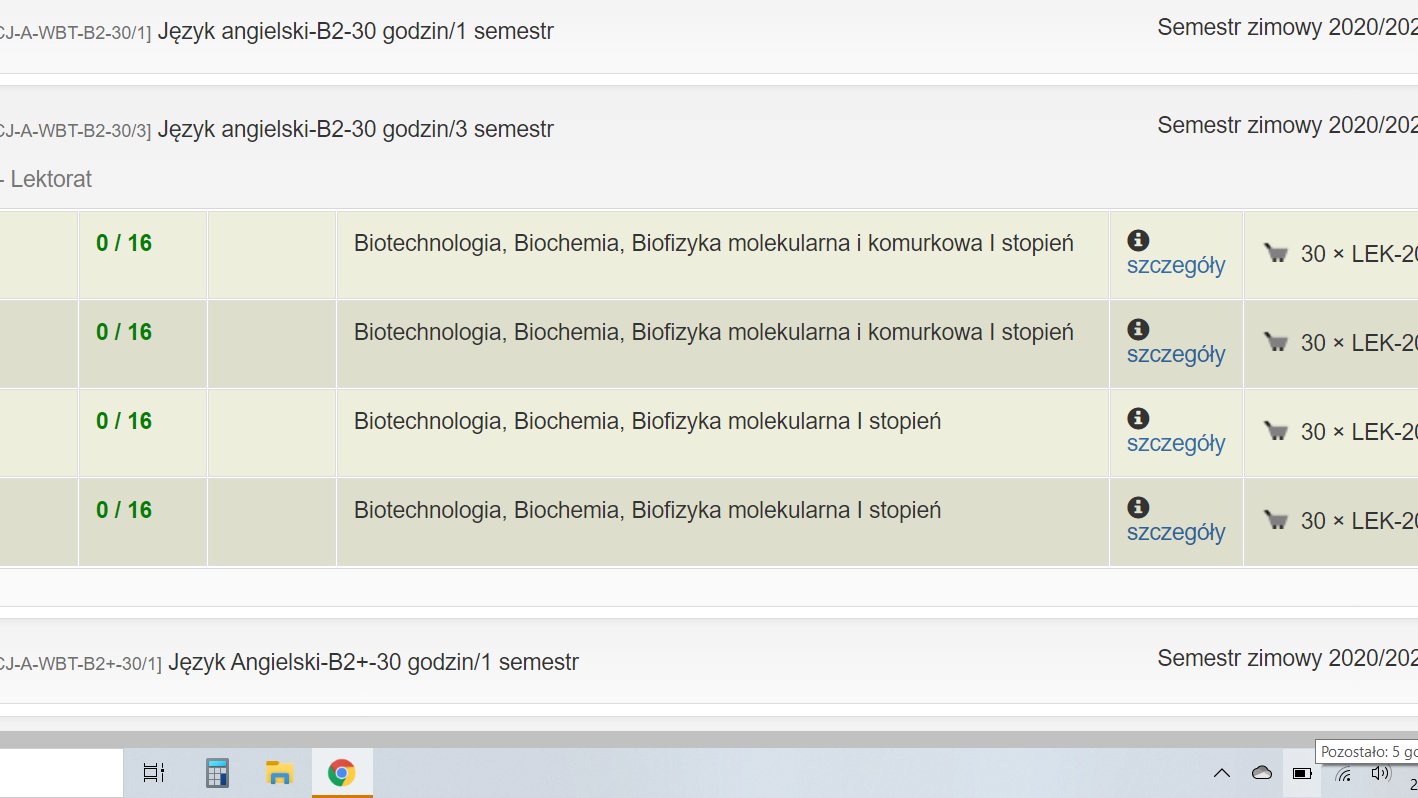 CJ-A-WBT-B2-30/1] Język angielski-B2-30 godzin/1 semestr Semestr zimowy 2020/202
CJ-A-WBT-B2-30/3] Język angielski-B2-30 godzin/3 semestr Semestr zimowy 2020/202
- Lektorat
0 / 16 Biotechnologia, Biochemia, Biofizyka molekularna i komurkowa I stopień szczegóły 30 × LEK-20
0 / 16 Biotechnologia, Biochemia, Biofizyka molekularna i komurkowa I stopień szczegóły 30 × LEK-20
0 / 16 Biotechnologia, Biochemia, Biofizyka molekularna I stopień szczegóły 30 × LEK-20
0 / 16 Biotechnologia, Biochemia, Biofizyka molekularna I stopień szczegóły 30 × LEK-20
CJ-A-WBT-B2+-30/1] Język Angielski-B2+-30 godzin/1 semestr Semestr zimowy 2020/202
Pozostało: 5 go
2